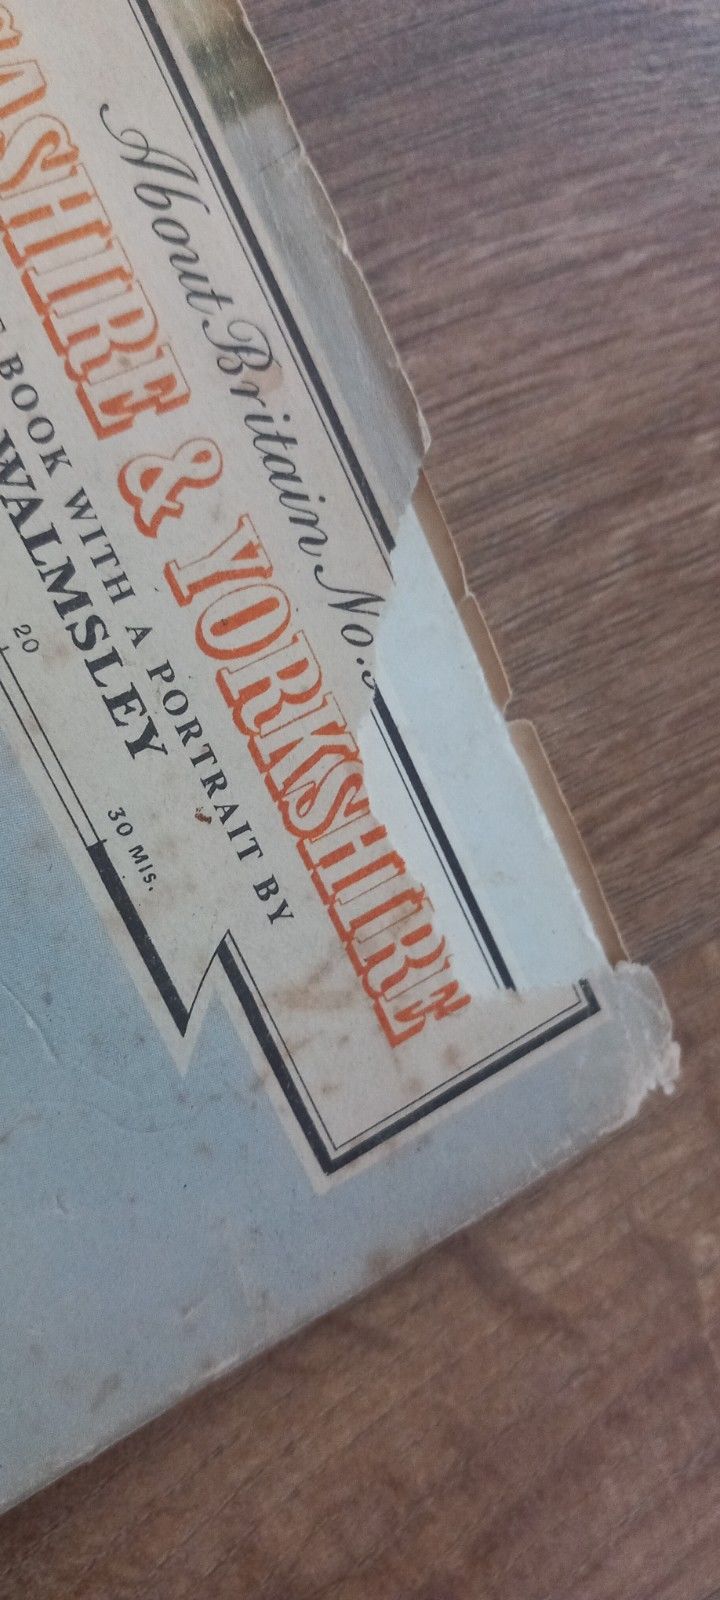 About Britain No.
ASHIRE & YORKSHIRE
BOOK WITH A PORTRAIT BY
WALMSLEY
20 30 MIS.